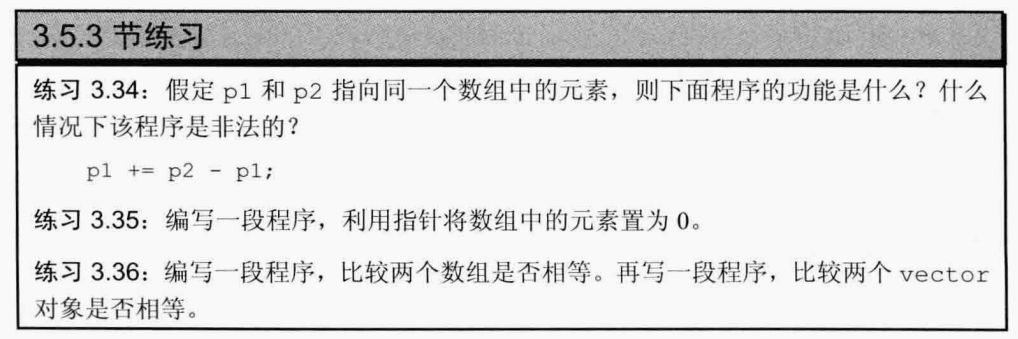 3.5.3 节练习
练习 3.34：假定 p1 和 p2 指向同一个数组中的元素，则下面程序的功能是什么？什么
情况下该程序是非法的？
p1 += p2 - p1;
练习 3.35：编写一段程序，利用指针将数组中的元素置为 0。
练习 3.36：编写一段程序，比较两个数组是否相等。再写一段程序，比较两个 vector
对象是否相等。